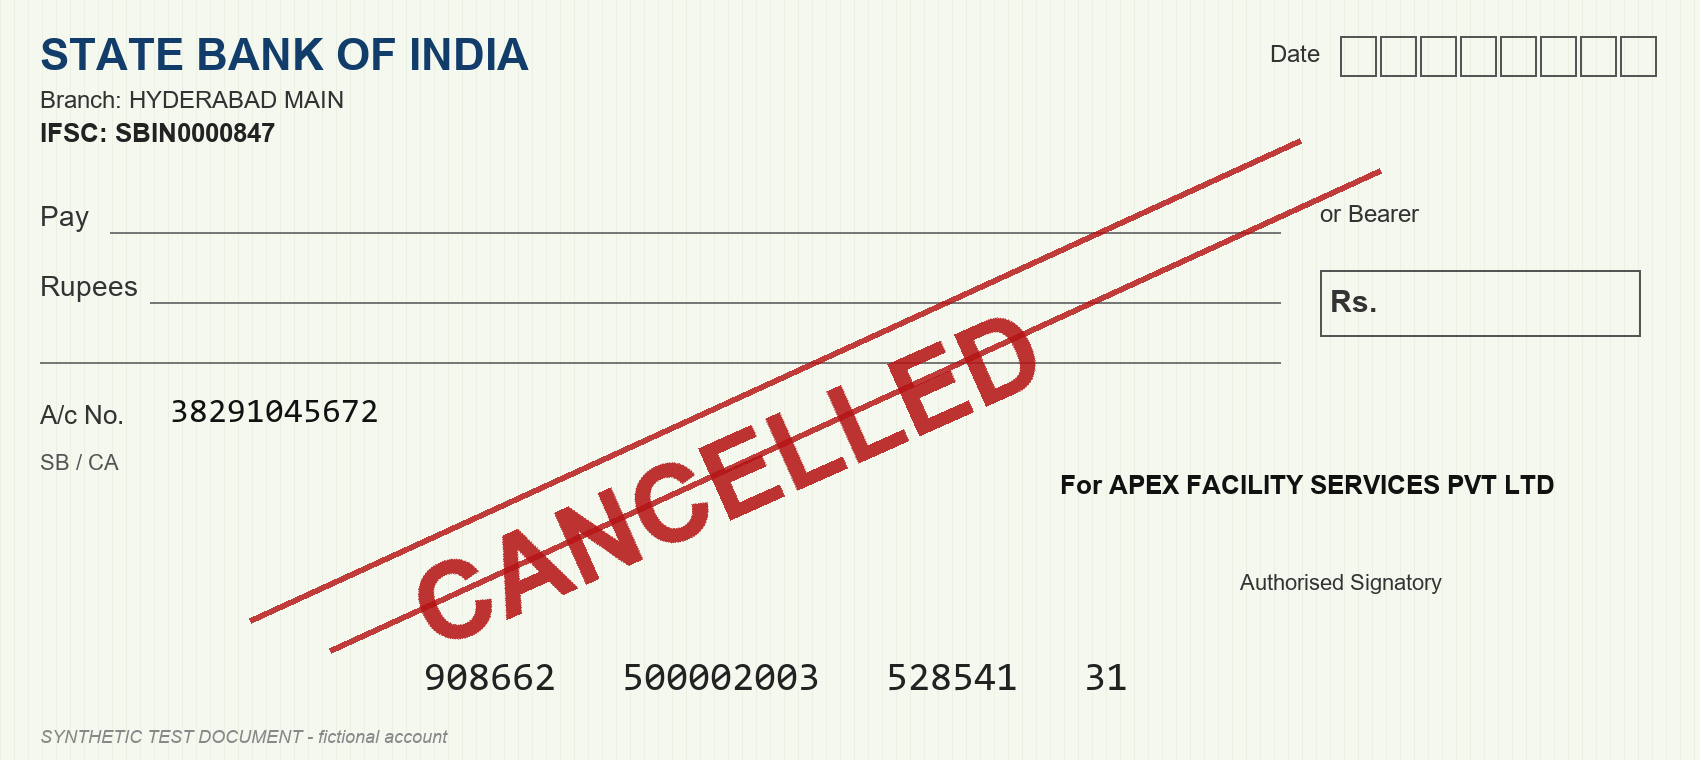 STATE BANK OF INDIA
Date
Branch: HYDERABAD MAIN
IFSC: SBIN0000847
Pay
or Bearer
Rupees
Rs.
CANCELLED
A/c No. 38291045672
SB / CA
For APEX FACILITY SERVICES PVT LTD
Authorised Signatory
908662 500002003 528541 31
SYNTHETIC TEST DOCUMENT - fictional account